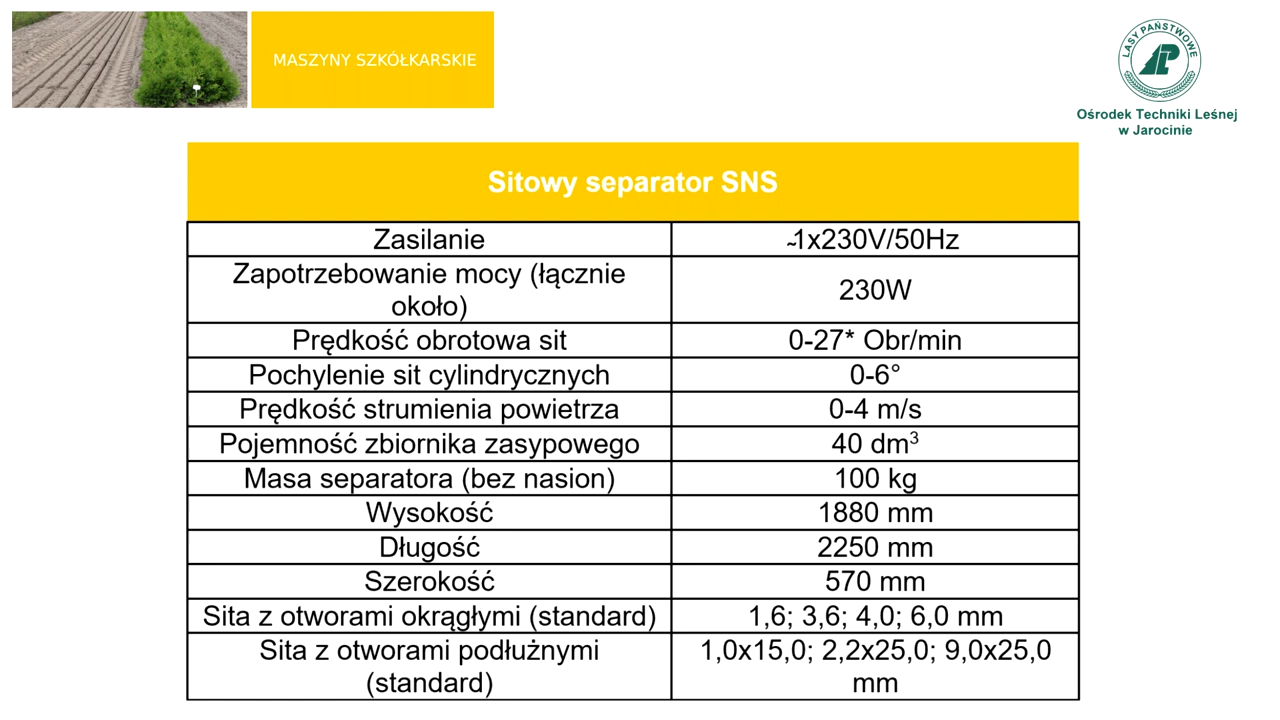 MASZYNY SZKÓŁKARSKIE
LASY PAŃSTWOWE
Ośrodek Techniki Leśnej
w Jarocinie
Sitowy separator SNS
Zasilanie ~1x230V/50Hz
Zapotrzebowanie mocy (łącznie
około) 230W
Prędkość obrotowa sit 0-27* Obr/min
Pochylenie sit cylindrycznych 0-6°
Prędkość strumienia powietrza 0-4 m/s
Pojemność zbiornika zasypowego 40 dm³
Masa separatora (bez nasion) 100 kg
Wysokość 1880 mm
Długość 2250 mm
Szerokość 570 mm
Sita z otworami okrągłymi (standard) 1,6; 3,6; 4,0; 6,0 mm
Sita z otworami podłużnymi 1,0x15,0; 2,2x25,0; 9,0x25,0
(standard) mm